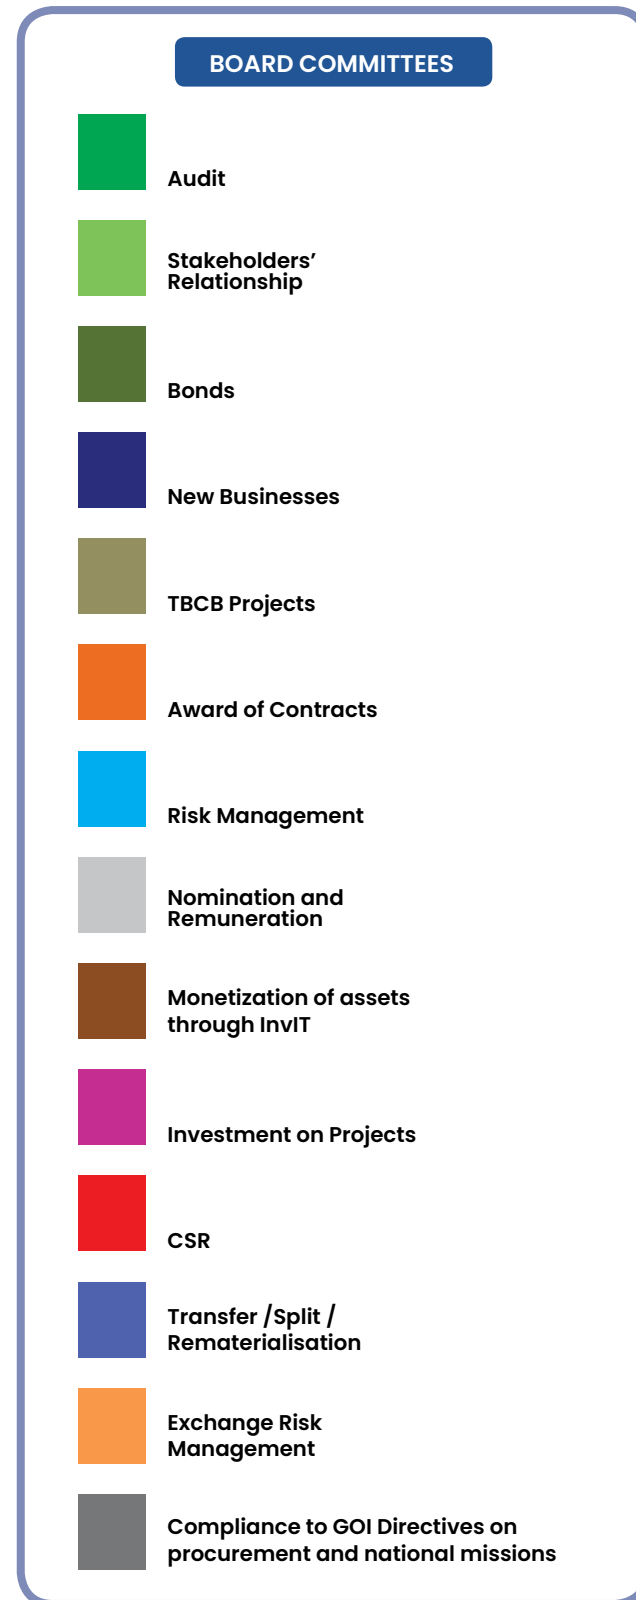 BOARD COMMITTEES
Audit
Stakeholders’
Relationship
Bonds
New Businesses
TBCB Projects
Award of Contracts
Risk Management
Nomination and
Remuneration
Monetization of assets
through InvIT
Investment on Projects
CSR
Transfer /Split /
Rematerialisation
Exchange Risk
Management
Compliance to GOI Directives on
procurement and national missions